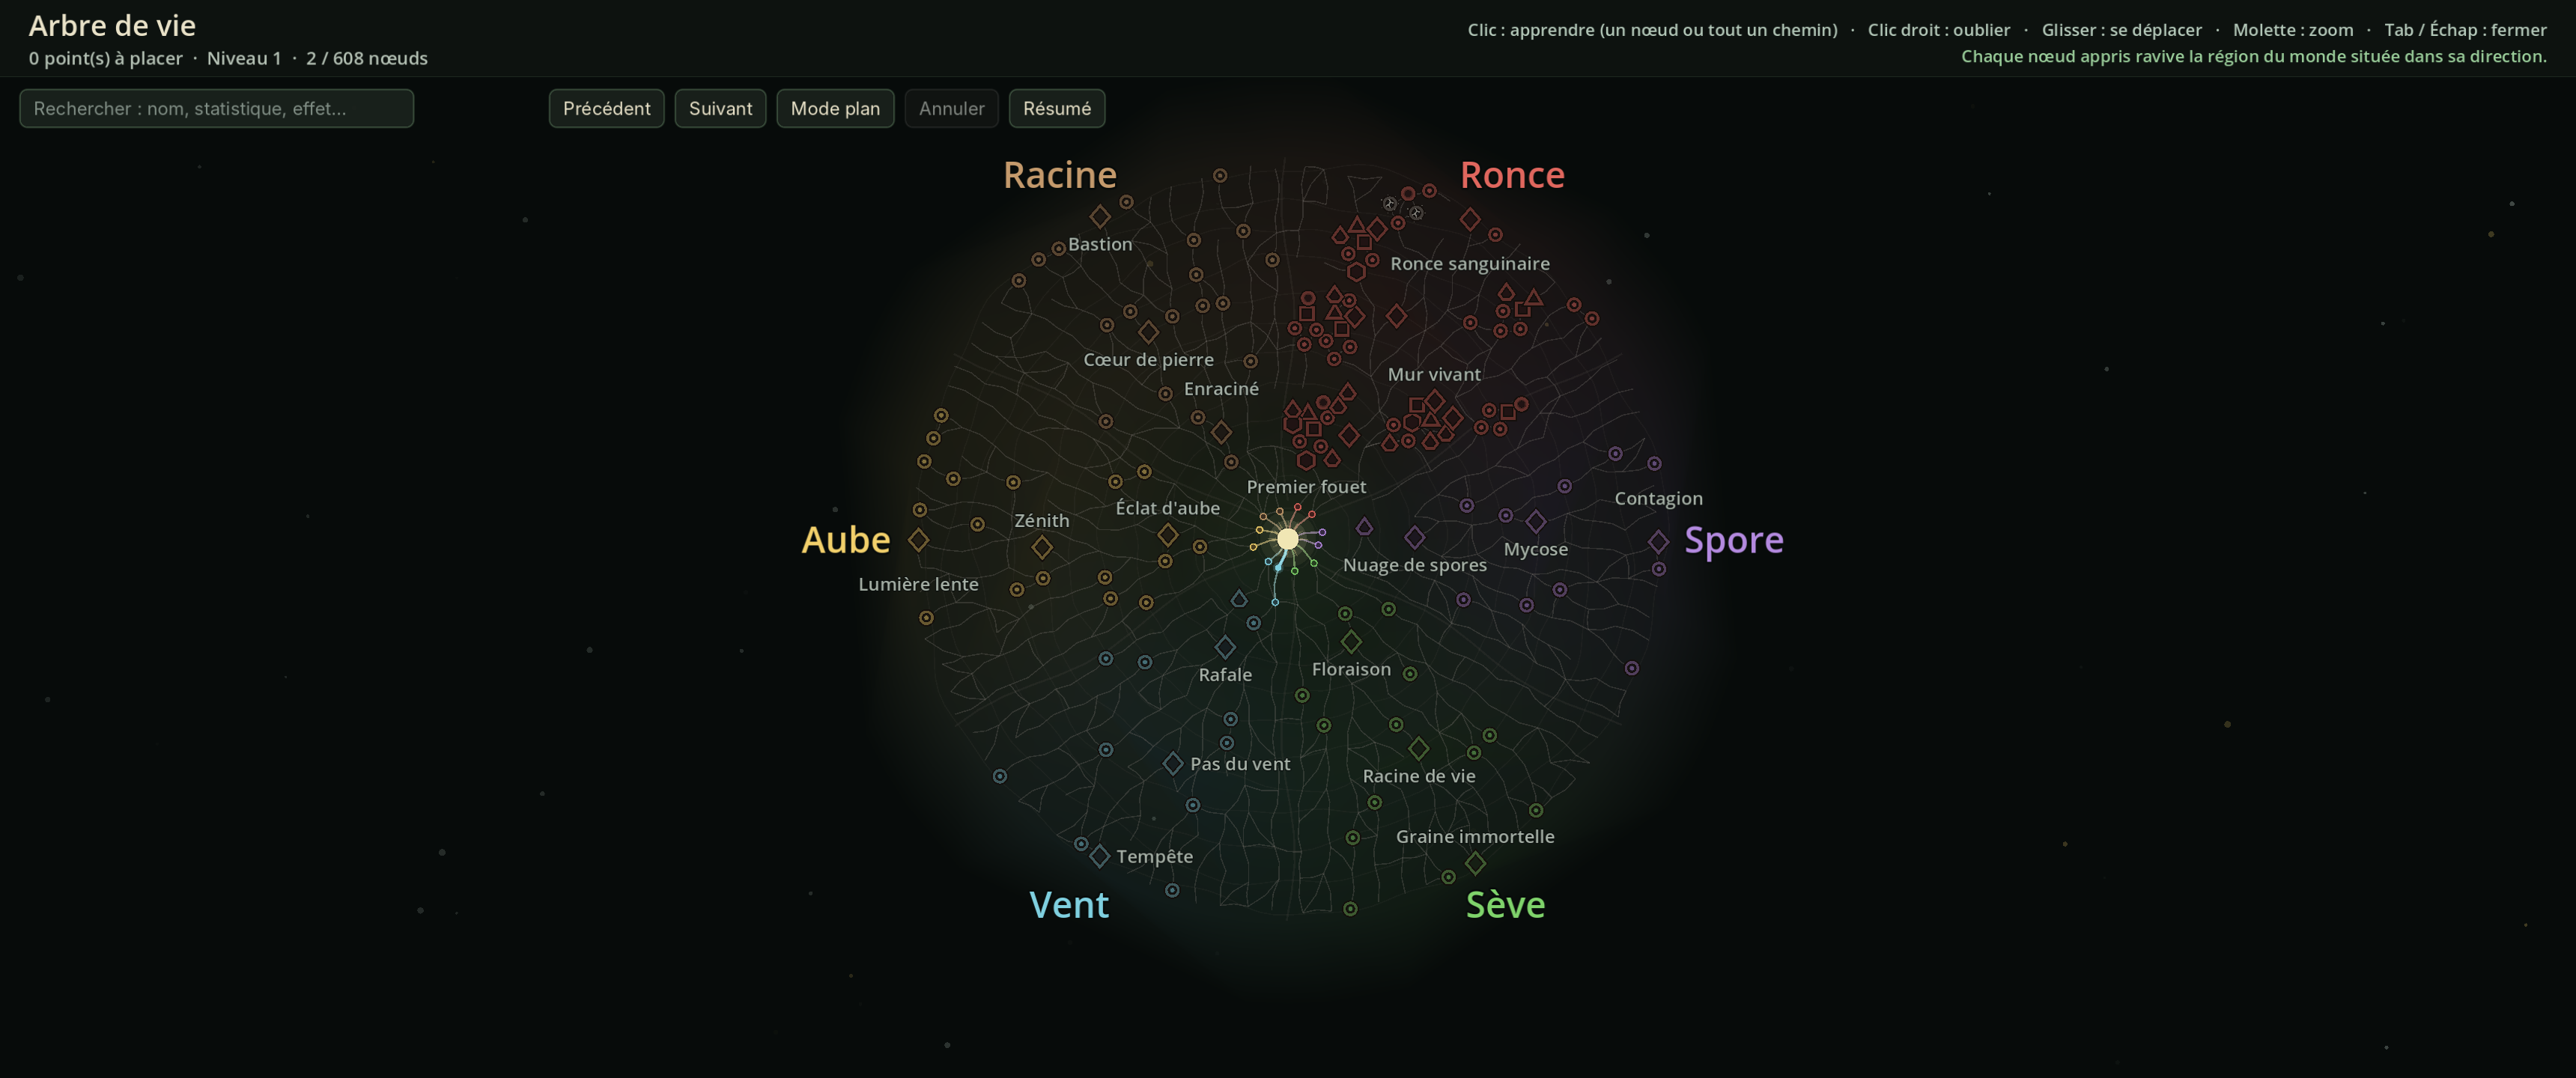 Arbre de vie
0 point(s) à placer · Niveau 1 · 2 / 608 nœuds
Clic : apprendre (un nœud ou tout un chemin) · Clic droit : oublier · Glisser : se déplacer · Molette : zoom · Tab / Échap : fermer
Chaque nœud appris ravive la région du monde située dans sa direction.
Rechercher : nom, statistique, effet...
Précédent
Suivant
Mode plan
Annuler
Résumé
Racine
Ronce
Bastion
Ronce sanguinaire
Cœur de pierre
Mur vivant
Enraciné
Premier fouet
Contagion
Éclat d'aube
Zénith
Aube
Spore
Mycose
Nuage de spores
Lumière lente
Rafale
Floraison
Pas du vent
Racine de vie
Graine immortelle
Tempête
Vent
Sève